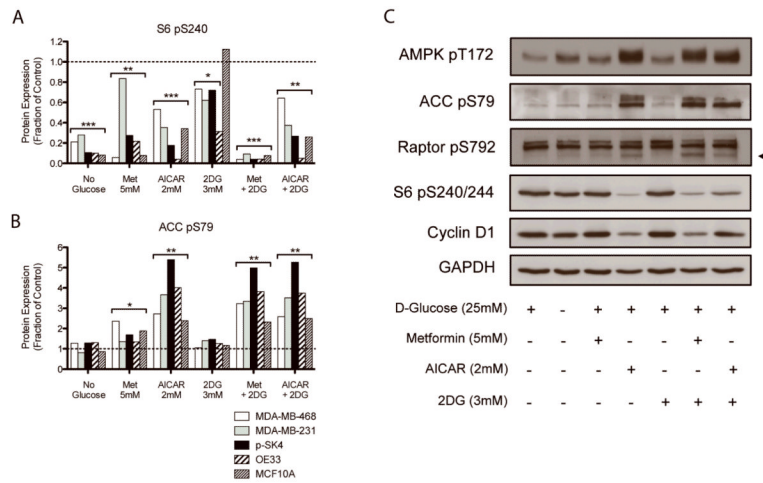 A
S6 pS240
Protein Expression
(Fraction of Control)
1.2
1.0
0.8
0.6
0.4
0.2
0.0
***
**
***
*
***
**
No
Glucose
Met
5mM
AICAR
2mM
2DG
3mM
Met
+ 2DG
AICAR
+ 2DG
B
ACC pS79
Protein Expression
(Fraction of Control)
6
5
4
3
2
1
0
*
**
**
**
No
Glucose
Met
5mM
AICAR
2mM
2DG
3mM
Met
+ 2DG
AICAR
+ 2DG
MDA-MB-468
MDA-MB-231
p-SK4
OE33
MCF10A
C
AMPK pT172
ACC pS79
Raptor pS792
S6 pS240/244
Cyclin D1
GAPDH
D-Glucose (25mM) + - + + + + +
Metformin (5mM) - - + - - + -
AICAR (2mM) - - - + - - +
2DG (3mM) - - - - + + +